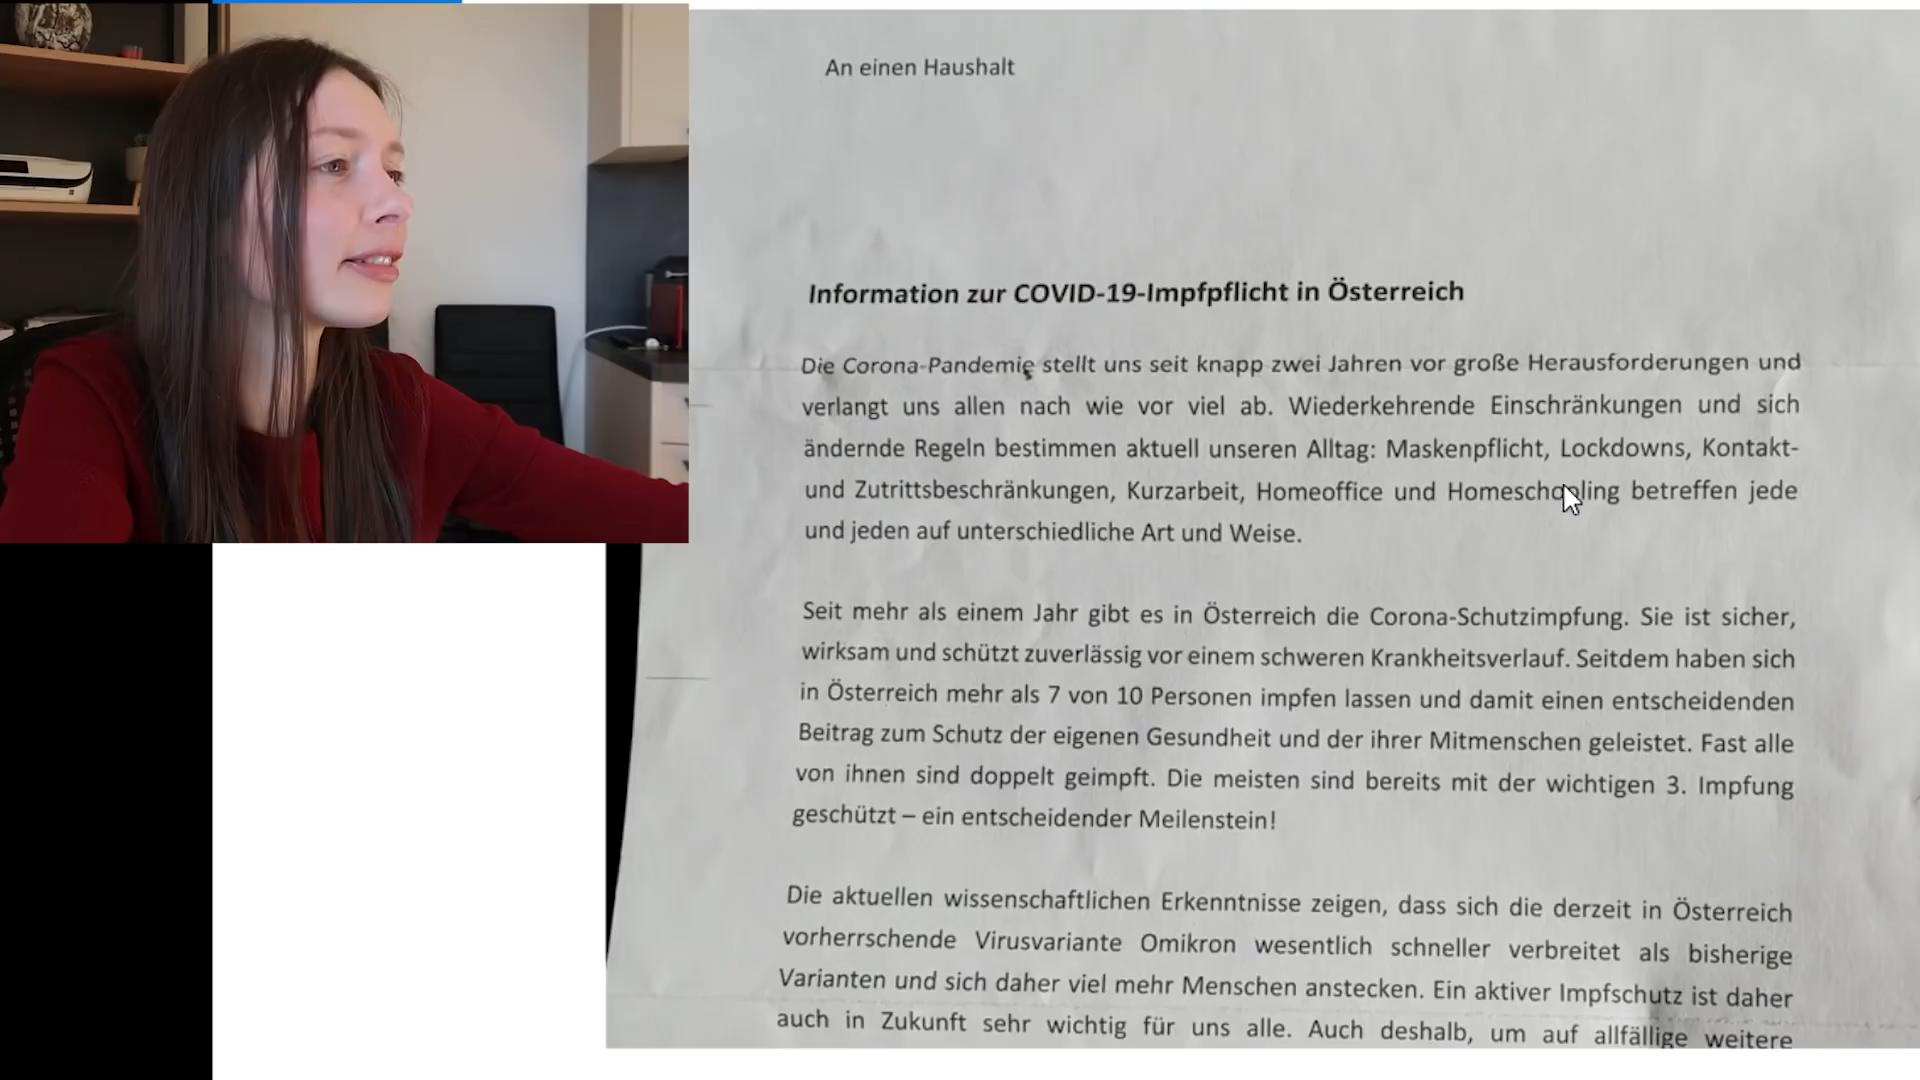 An einen Haushalt
Information zur COVID-19-Impfpflicht in Österreich
Die Corona-Pandemie stellt uns seit knapp zwei Jahren vor große Herausforderungen und
verlangt uns allen nach wie vor viel ab. Wiederkehrende Einschränkungen und sich
ändernde Regeln bestimmen aktuell unseren Alltag: Maskenpflicht, Lockdowns, Kontakt-
und Zutrittsbeschränkungen, Kurzarbeit, Homeoffice und Homeschooling betreffen jede
und jeden auf unterschiedliche Art und Weise.
Seit mehr als einem Jahr gibt es in Österreich die Corona-Schutzimpfung. Sie ist sicher,
wirksam und schützt zuverlässig vor einem schweren Krankheitsverlauf. Seitdem haben sich
in Österreich mehr als 7 von 10 Personen impfen lassen und damit einen entscheidenden
Beitrag zum Schutz der eigenen Gesundheit und der ihrer Mitmenschen geleistet. Fast alle
von ihnen sind doppelt geimpft. Die meisten sind bereits mit der wichtigen 3. Impfung
geschützt – ein entscheidender Meilenstein!
Die aktuellen wissenschaftlichen Erkenntnisse zeigen, dass sich die derzeit in Österreich
vorherrschende Virusvariante Omikron wesentlich schneller verbreitet als bisherige
Varianten und sich daher viel mehr Menschen anstecken. Ein aktiver Impfschutz ist daher
auch in Zukunft sehr wichtig für uns alle. Auch deshalb, um auf allfällige weitere